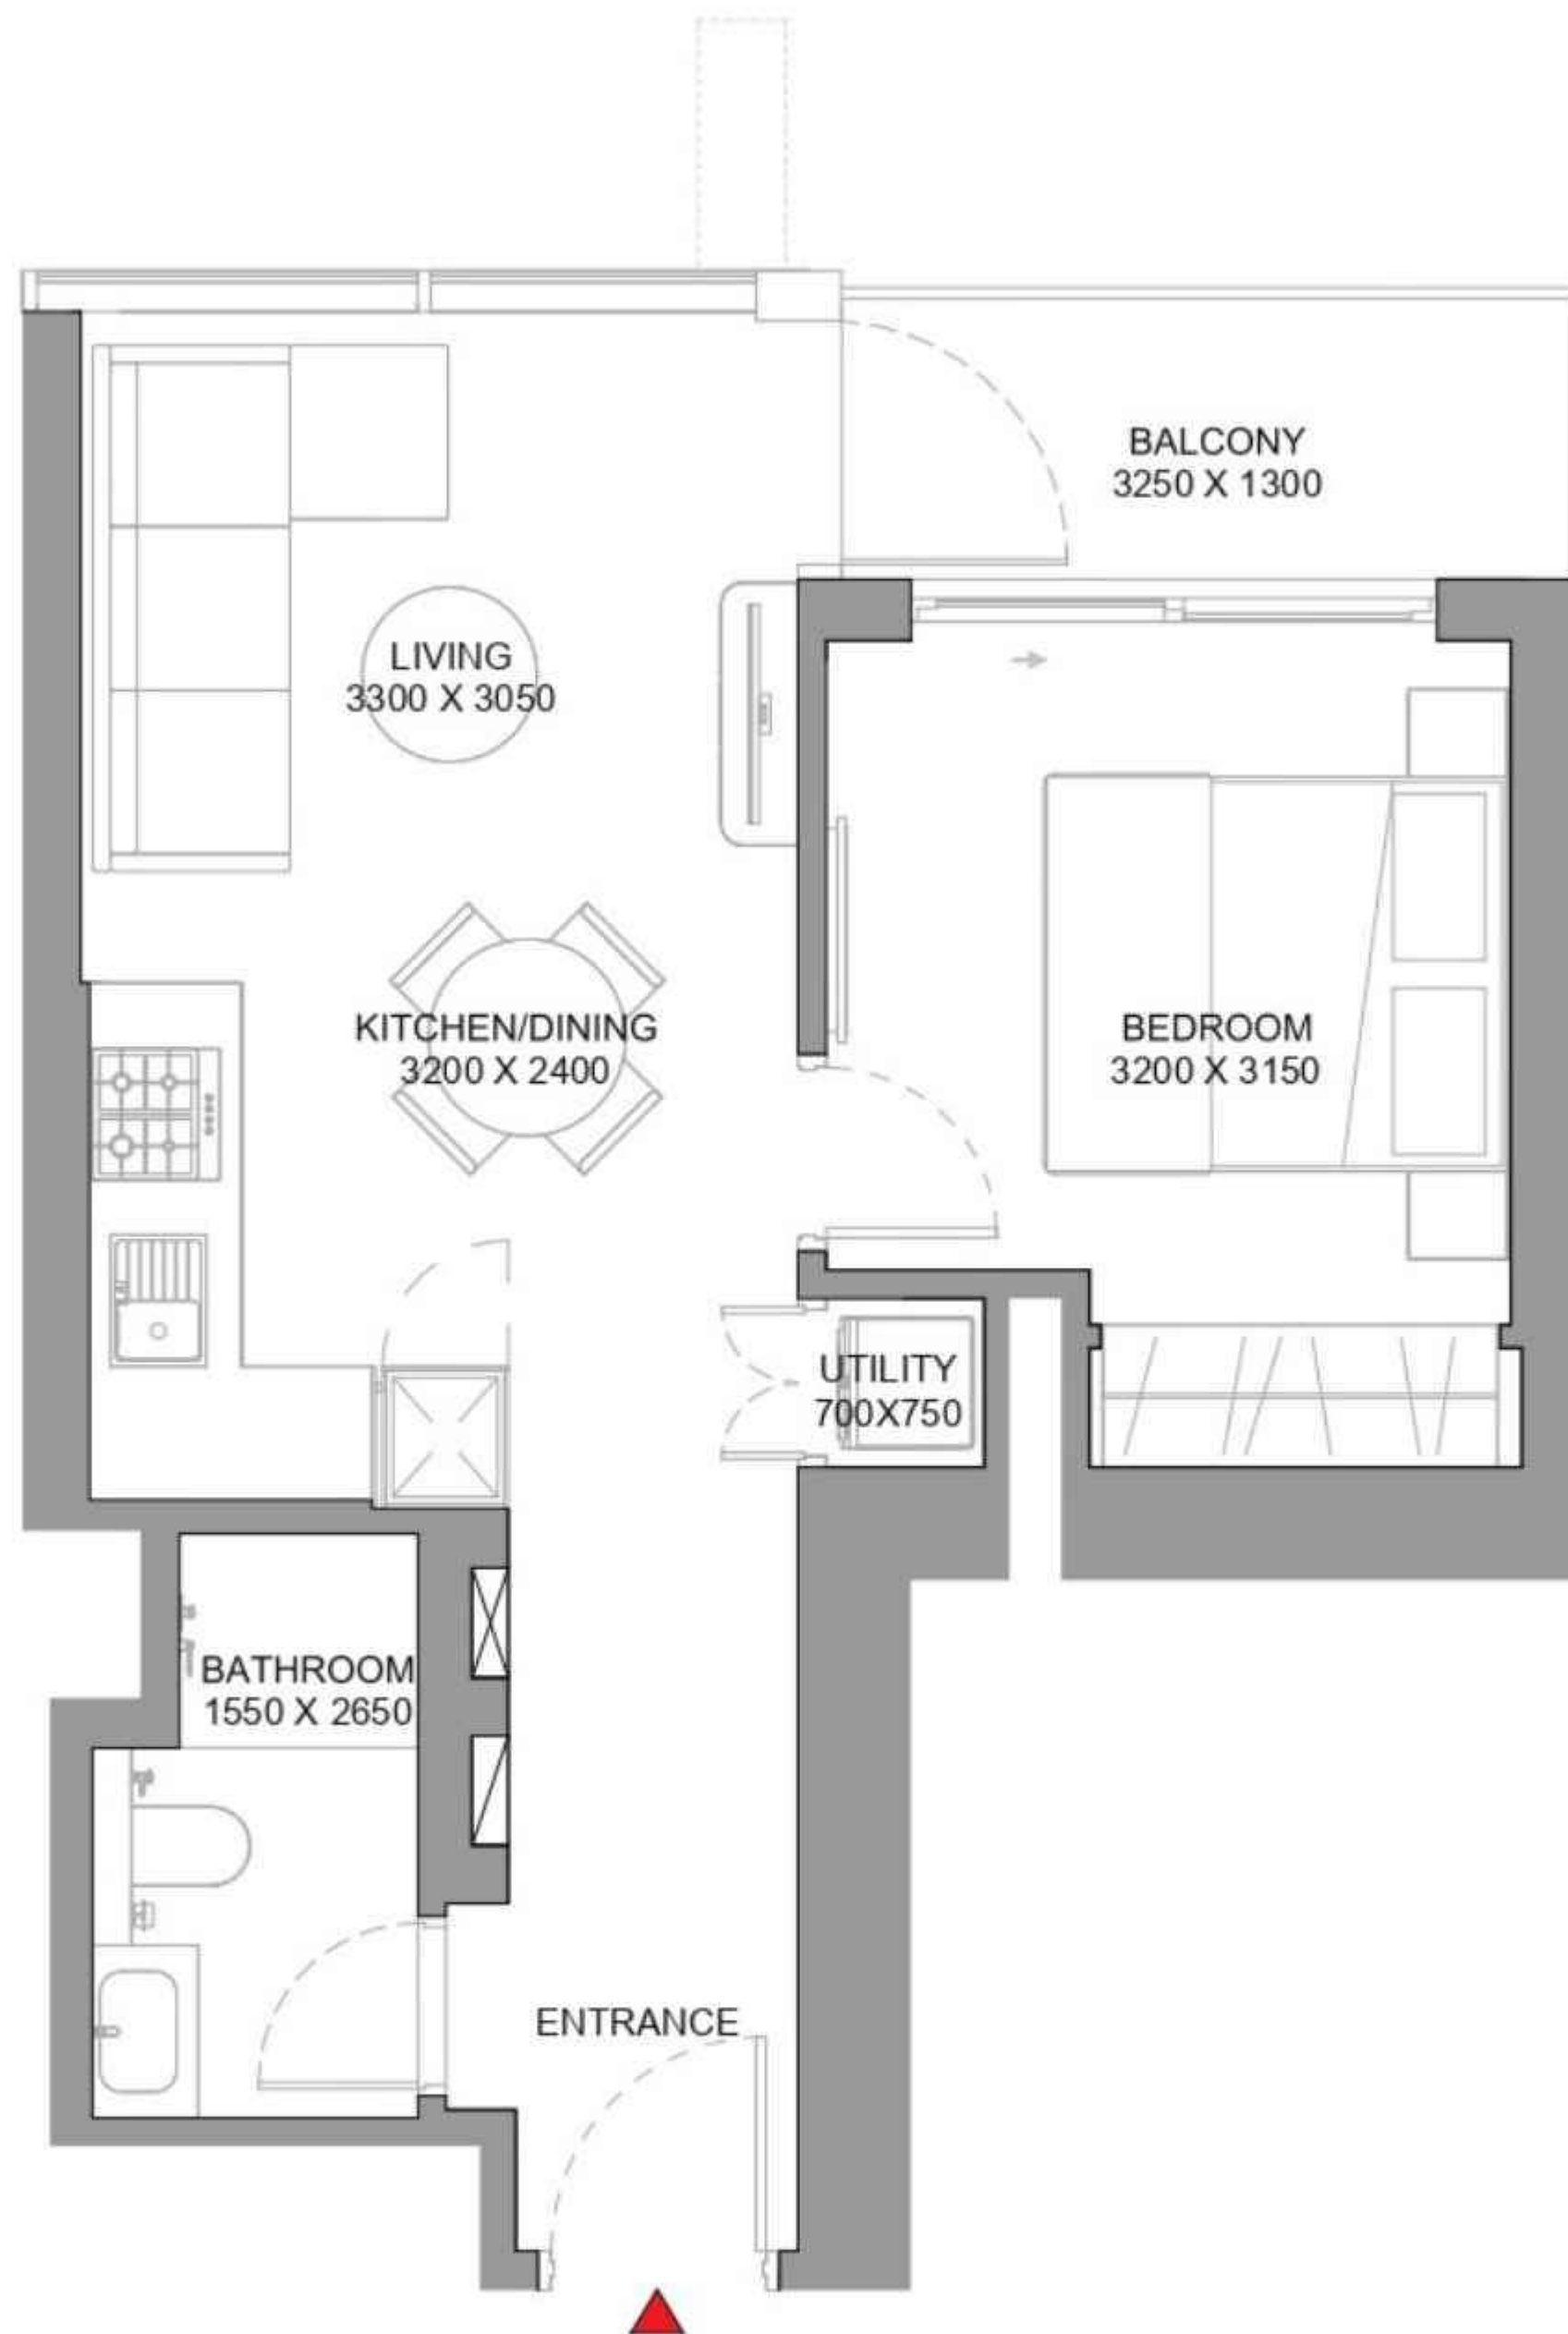 BALCONY
3250 X 1300
LIVING
3300 X 3050
KITCHEN/DINING
3200 X 2400
BEDROOM
3200 X 3150
UTILITY
700X750
BATHROOM
1550 X 2650
ENTRANCE